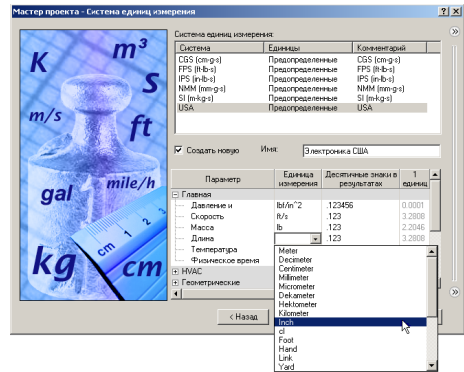 Мастер проекта - Система единиц измерения
K
m³
S
m/s
ft
gal
mile/h
cm 1 2 3
kg
cm
Система единиц измерения:
Система Единицы Комментарий
CGS (cm-g-s) Предопределенные CGS (cm-g-s)
FPS (ft-lb-s) Предопределенные FPS (ft-lb-s)
IPS (in-lb-s) Предопределенные IPS (in-lb-s)
NMM (mm-g-s) Предопределенные NMM (mm-g-s)
SI (m-kg-s) Предопределенные SI (m-kg-s)
USA Предопределенные USA
Создать новую Имя: Электроника США
Параметр Единица измерения Десятичные знаки в результатах 1 единиц
Главная
Давление и lbf/in^2 .123456 0.0001
Скорость ft/s .123 3.2808
Масса lb .123 2.2046
Длина .123 3.2808
Температура
Физическое время
HVAC
Геометрические
Meter
Decimeter
Centimeter
Millimeter
Micrometer
Dekameter
Hektometer
Kilometer
Inch
cl
Foot
Hand
Link
Yard
< Назад